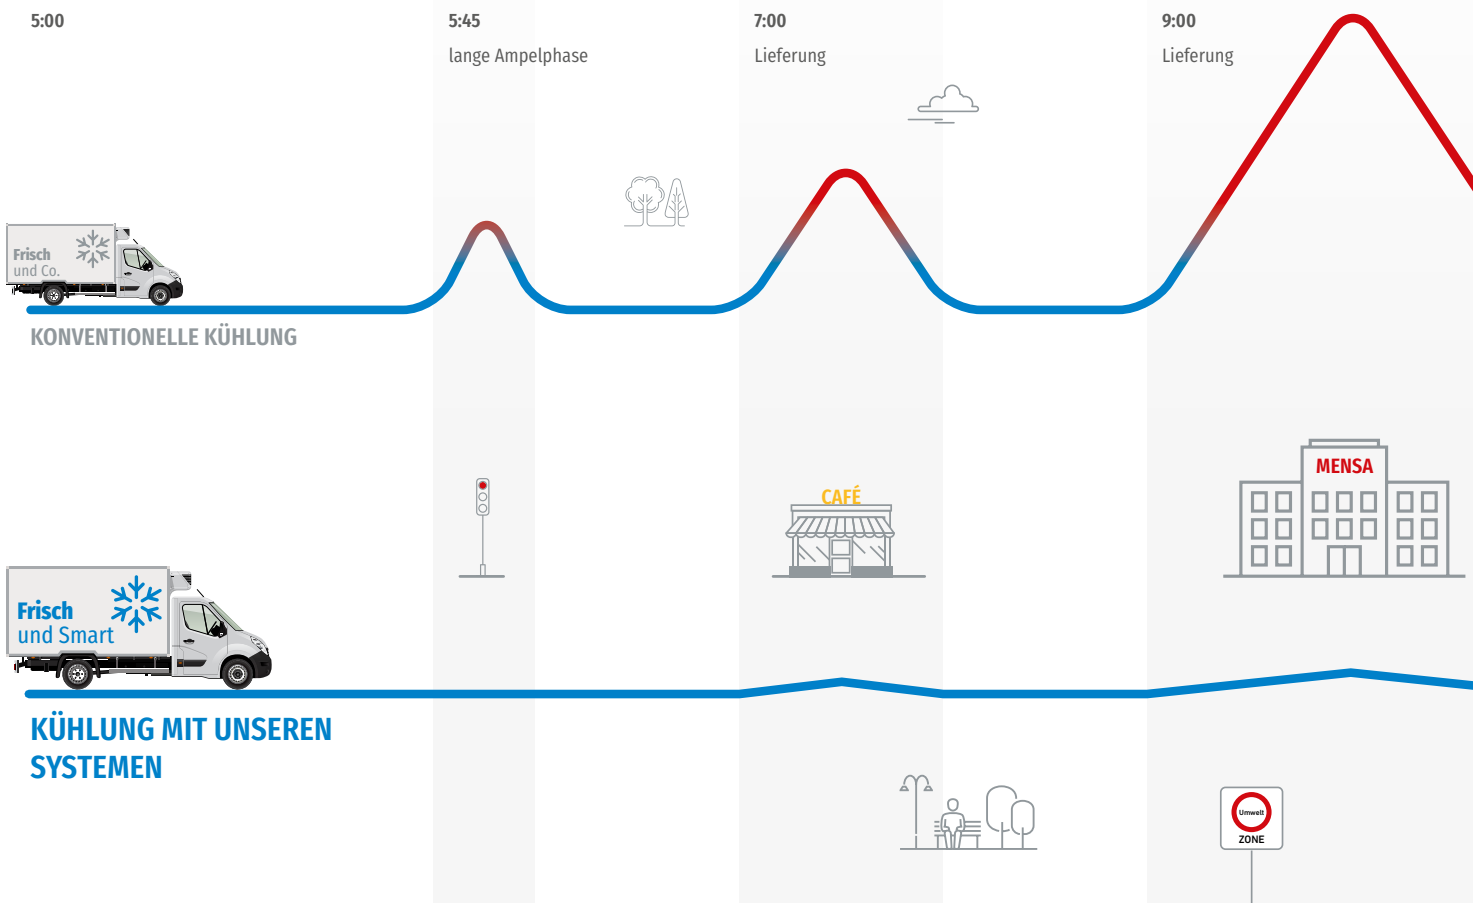 5:00
5:45
7:00
9:00
lange Ampelphase
Lieferung
Lieferung
Frisch
und Co.
KONVENTIONELLE KÜHLUNG
MENSA
CAFÉ
Frisch
und Smart
KÜHLUNG MIT UNSEREN
SYSTEMEN
Umwelt
ZONE